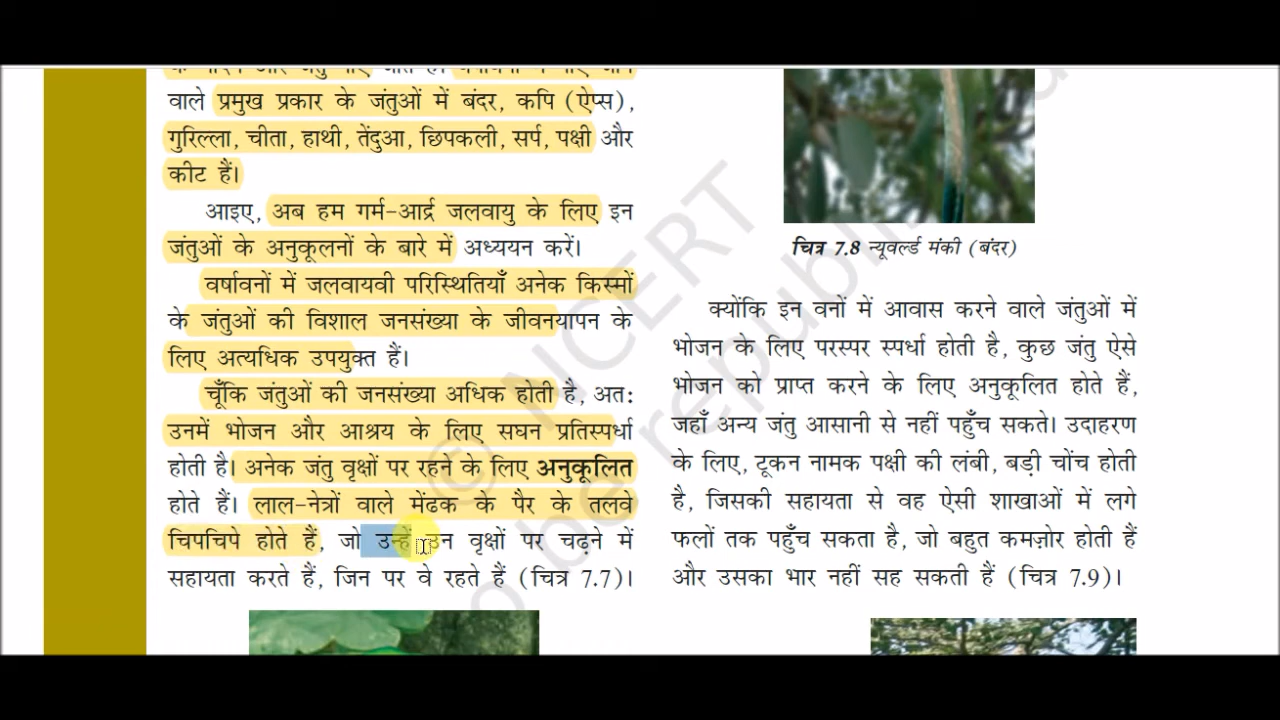 वाले प्रमुख प्रकार के जंतुओं में बंदर, कपि (ऐप्स),
गुरिल्ला, चीता, हाथी, तेंदुआ, छिपकली, सर्प, पक्षी और
कीट हैं।
आइए, अब हम गर्म-आर्द्र जलवायु के लिए इन
जंतुओं के अनुकूलनों के बारे में अध्ययन करें।
वर्षावनों में जलवायवी परिस्थितियाँ अनेक किस्मों
के जंतुओं की विशाल जनसंख्या के जीवनयापन के
लिए अत्यधिक उपयुक्त हैं।
चूँकि जंतुओं की जनसंख्या अधिक होती है, अतः
उनमें भोजन और आश्रय के लिए सघन प्रतिस्पर्धा
होती है। अनेक जंतु वृक्षों पर रहने के लिए अनुकूलित
होते हैं। लाल-नेत्रों वाले मेंढक के पैर के तलवे
चिपचिपे होते हैं, जो उन्हें उन वृक्षों पर चढ़ने में
सहायता करते हैं, जिन पर वे रहते हैं (चित्र 7.7)।
चित्र 7.8 न्यूवर्ल्ड मंकी (बंदर)
क्योंकि इन वनों में आवास करने वाले जंतुओं में
भोजन के लिए परस्पर स्पर्धा होती है, कुछ जंतु ऐसे
भोजन को प्राप्त करने के लिए अनुकूलित होते हैं,
जहाँ अन्य जंतु आसानी से नहीं पहुँच सकते। उदाहरण
के लिए, टूकन नामक पक्षी की लंबी, बड़ी चोंच होती
है, जिसकी सहायता से वह ऐसी शाखाओं में लगे
फलों तक पहुँच सकता है, जो बहुत कमज़ोर होती हैं
और उसका भार नहीं सह सकती हैं (चित्र 7.9)।
© NCERT
o be republi